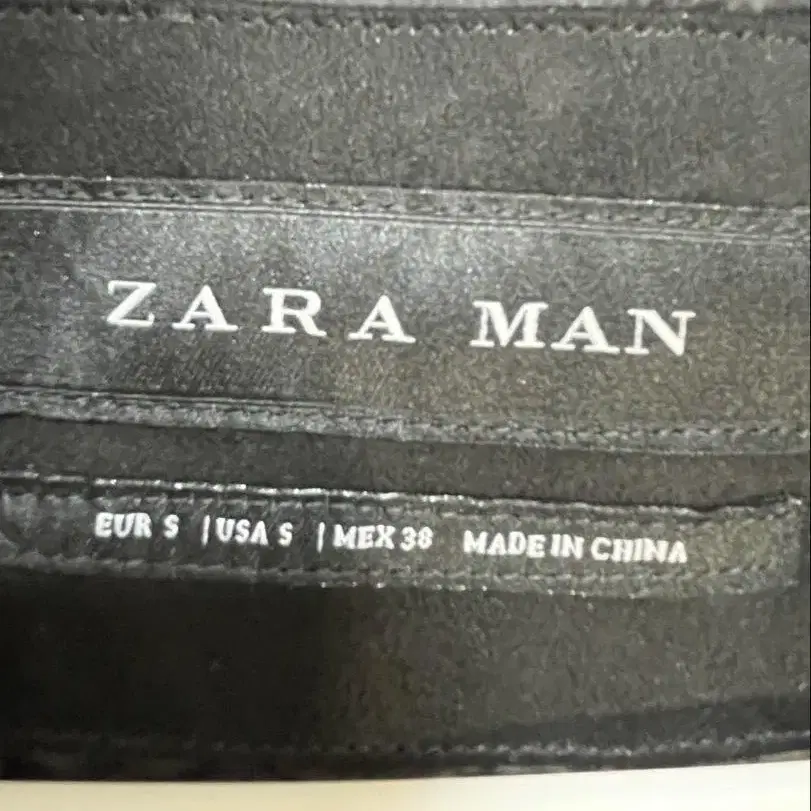 ZARA MAN
EUR S | USA S | MEX 38 MADE IN CHINA